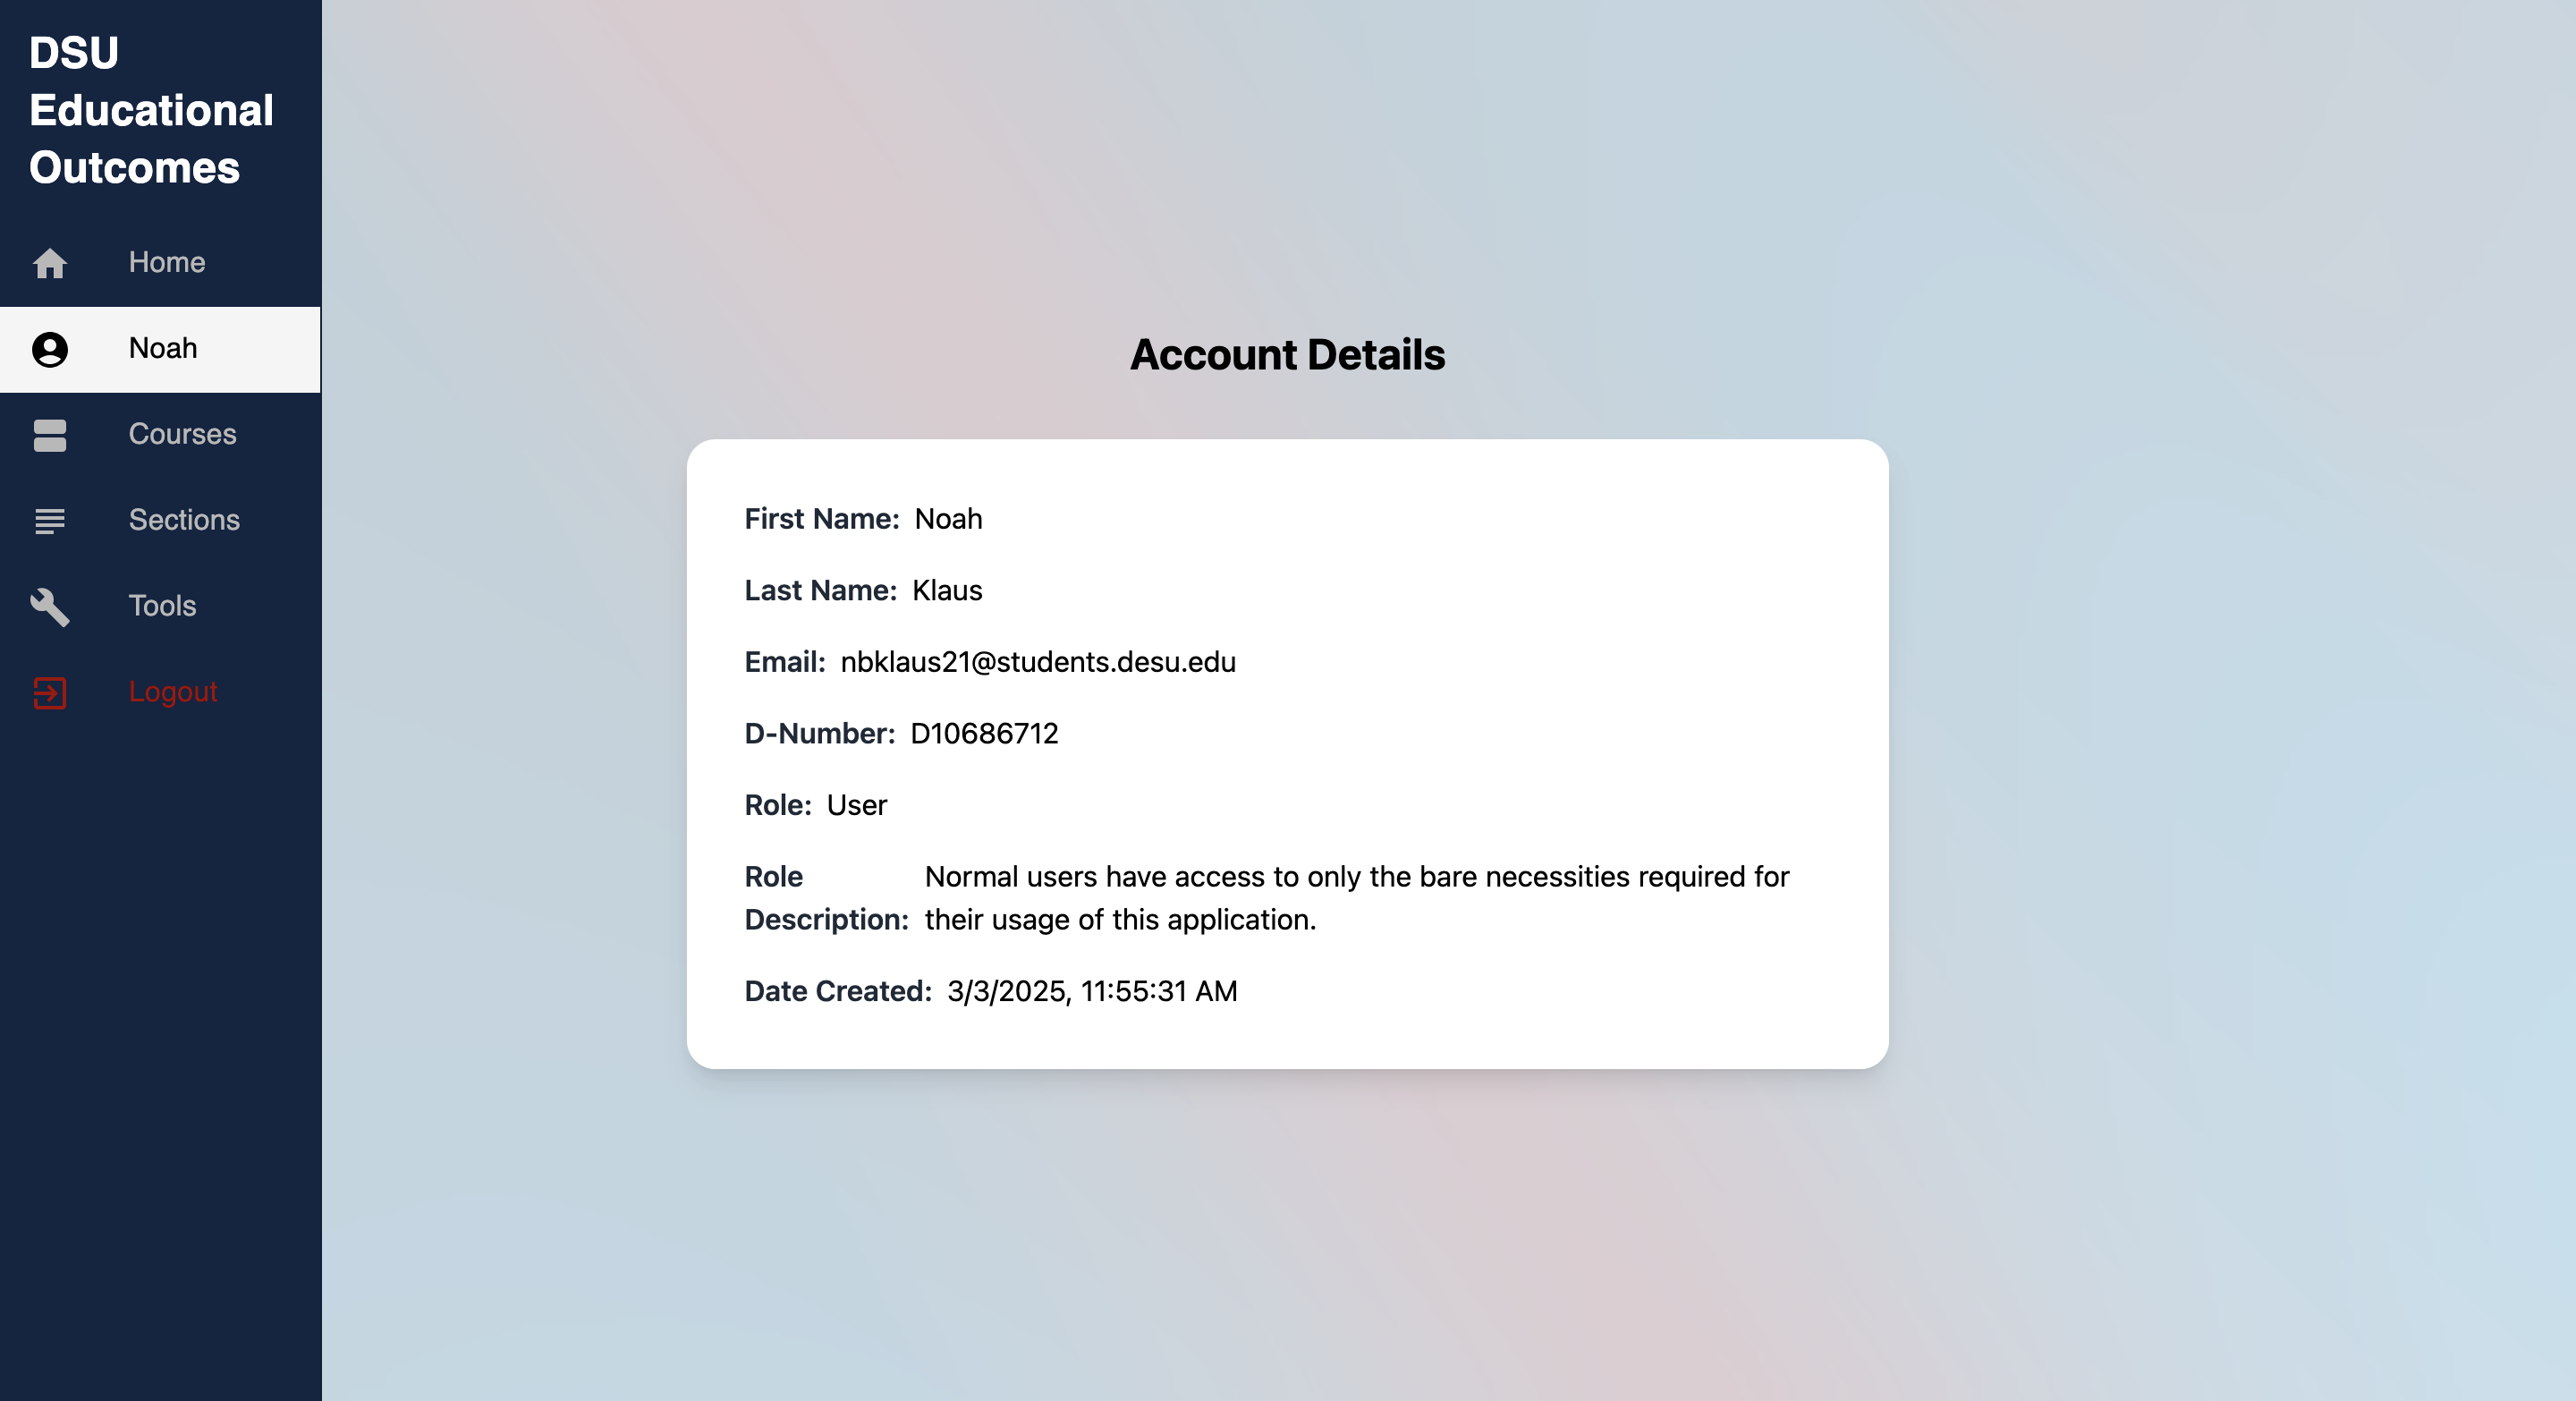 DSU
Educational
Outcomes
Home
Noah
Courses
Sections
Tools
Logout
Account Details
First Name: Noah
Last Name: Klaus
Email: nbklaus21@students.desu.edu
D-Number: D10686712
Role: User
Role Description: Normal users have access to only the bare necessities required for
their usage of this application.
Date Created: 3/3/2025, 11:55:31 AM